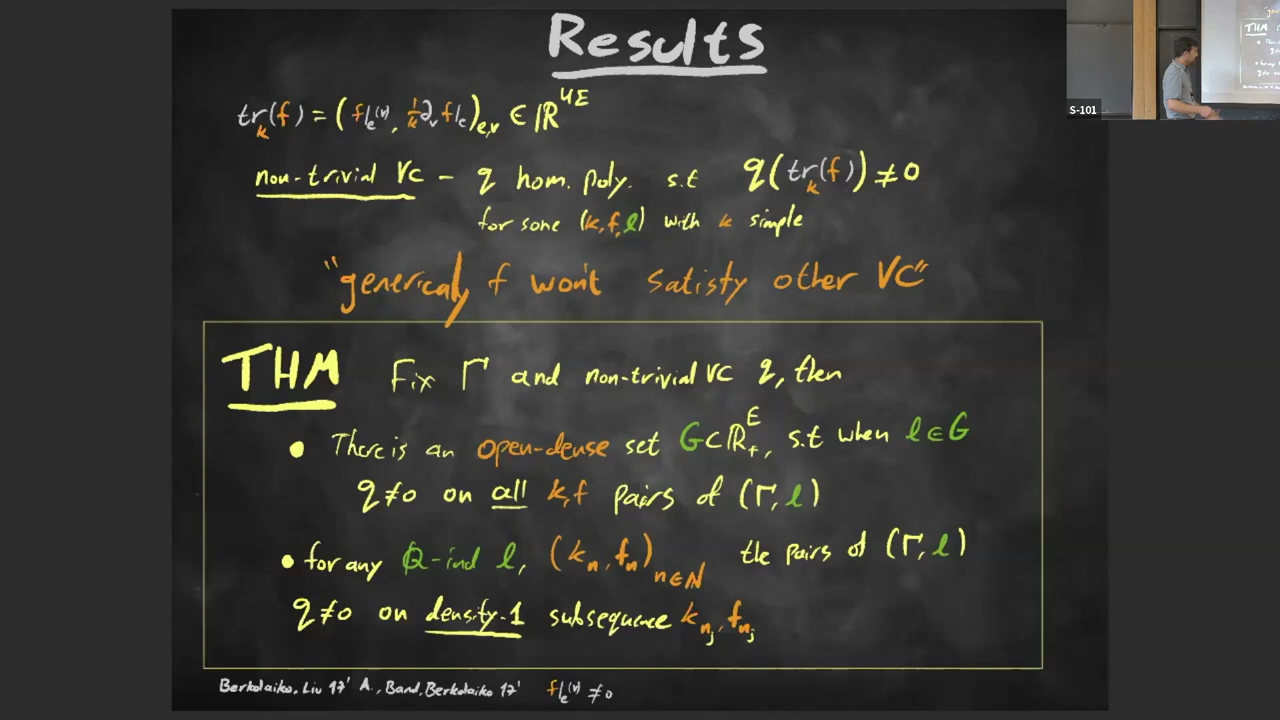 Results
tr_k(f) = (f|_e(v), 1/k ∂_v f|_e)_{e,v} ∈ ℝ^{4E}
non-trivial VC - q hom. poly. s.t q(tr_k(f)) ≠ 0
for some (k,f,l) with k simple
"generically f won't satisfy other VC"
THM Fix Γ and non-trivial VC q, then
• There is an open-dense set G⊂ℝ_+^E, s.t when l∈G
q≠0 on all k,f pairs of (Γ,l)
• for any Q-ind l, (k_n, f_n)_{n∈N} the pairs of (Γ,l)
q≠0 on density-1 subsequence k_{n_j}, f_{n_j}
Berkolaiko, Liu 17' A., Band, Berkolaiko 17' f|_e(v) ≠ 0
S-101
THM